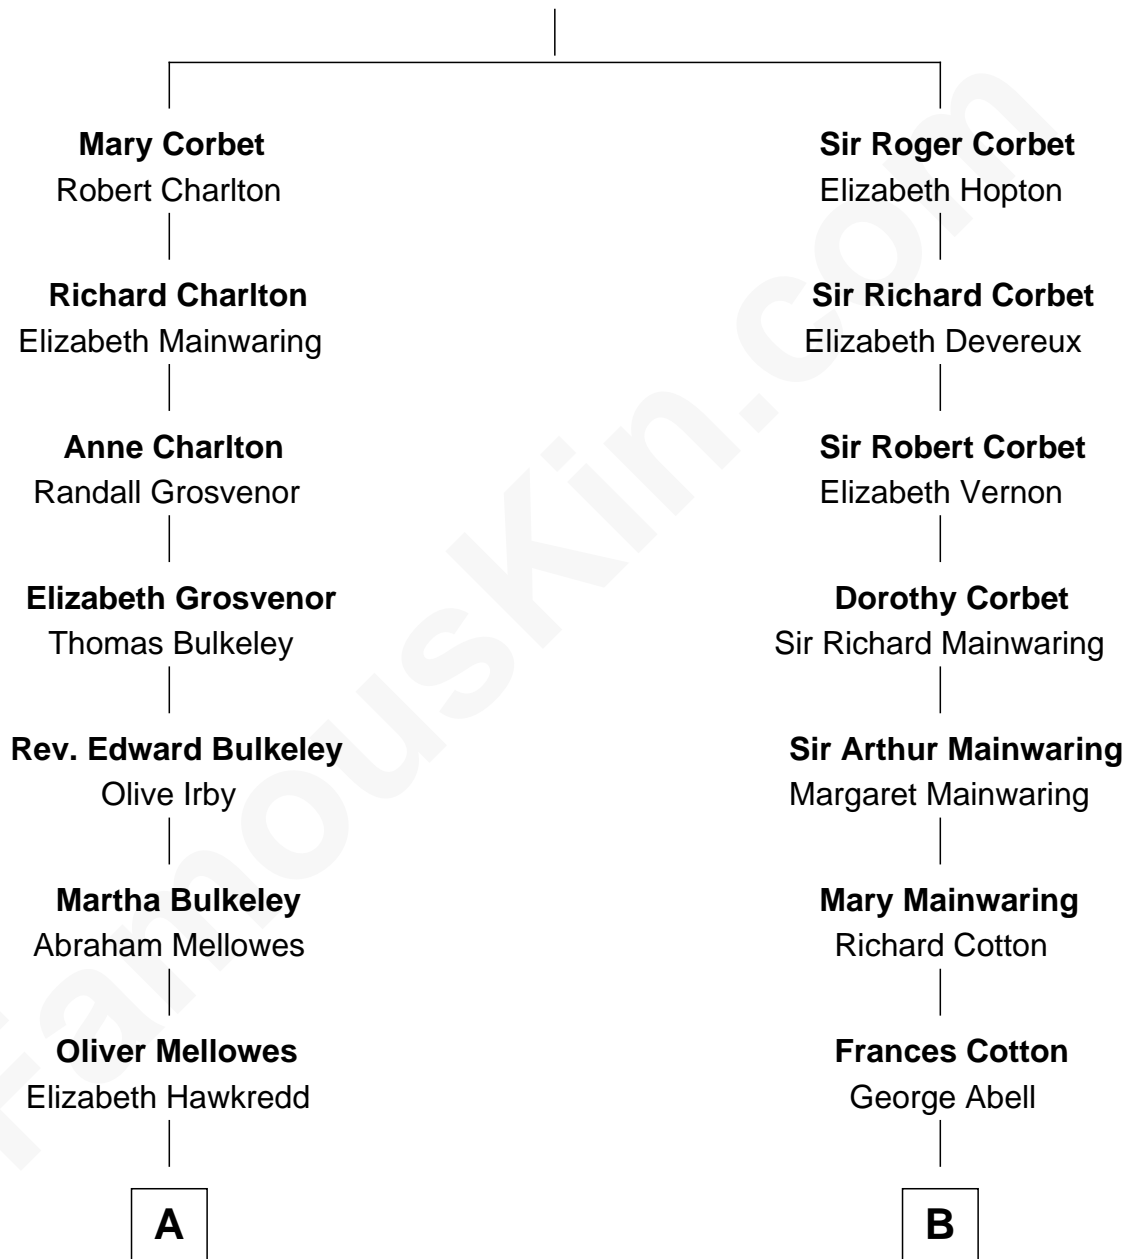 Mary Corbet
Robert Charlton
Richard Charlton
Elizabeth Mainwaring
Anne Charlton
Randall Grosvenor
Elizabeth Grosvenor
Thomas Bulkeley
Rev. Edward Bulkeley
Olive Irby
Martha Bulkeley
Abraham Mellowes
Oliver Mellowes
Elizabeth Hawkredd
A
Sir Roger Corbet
Elizabeth Hopton
Sir Richard Corbet
Elizabeth Devereux
Sir Robert Corbet
Elizabeth Vernon
Dorothy Corbet
Sir Richard Mainwaring
Sir Arthur Mainwaring
Margaret Mainwaring
Mary Mainwaring
Richard Cotton
Frances Cotton
George Abell
B
FamousKin.com